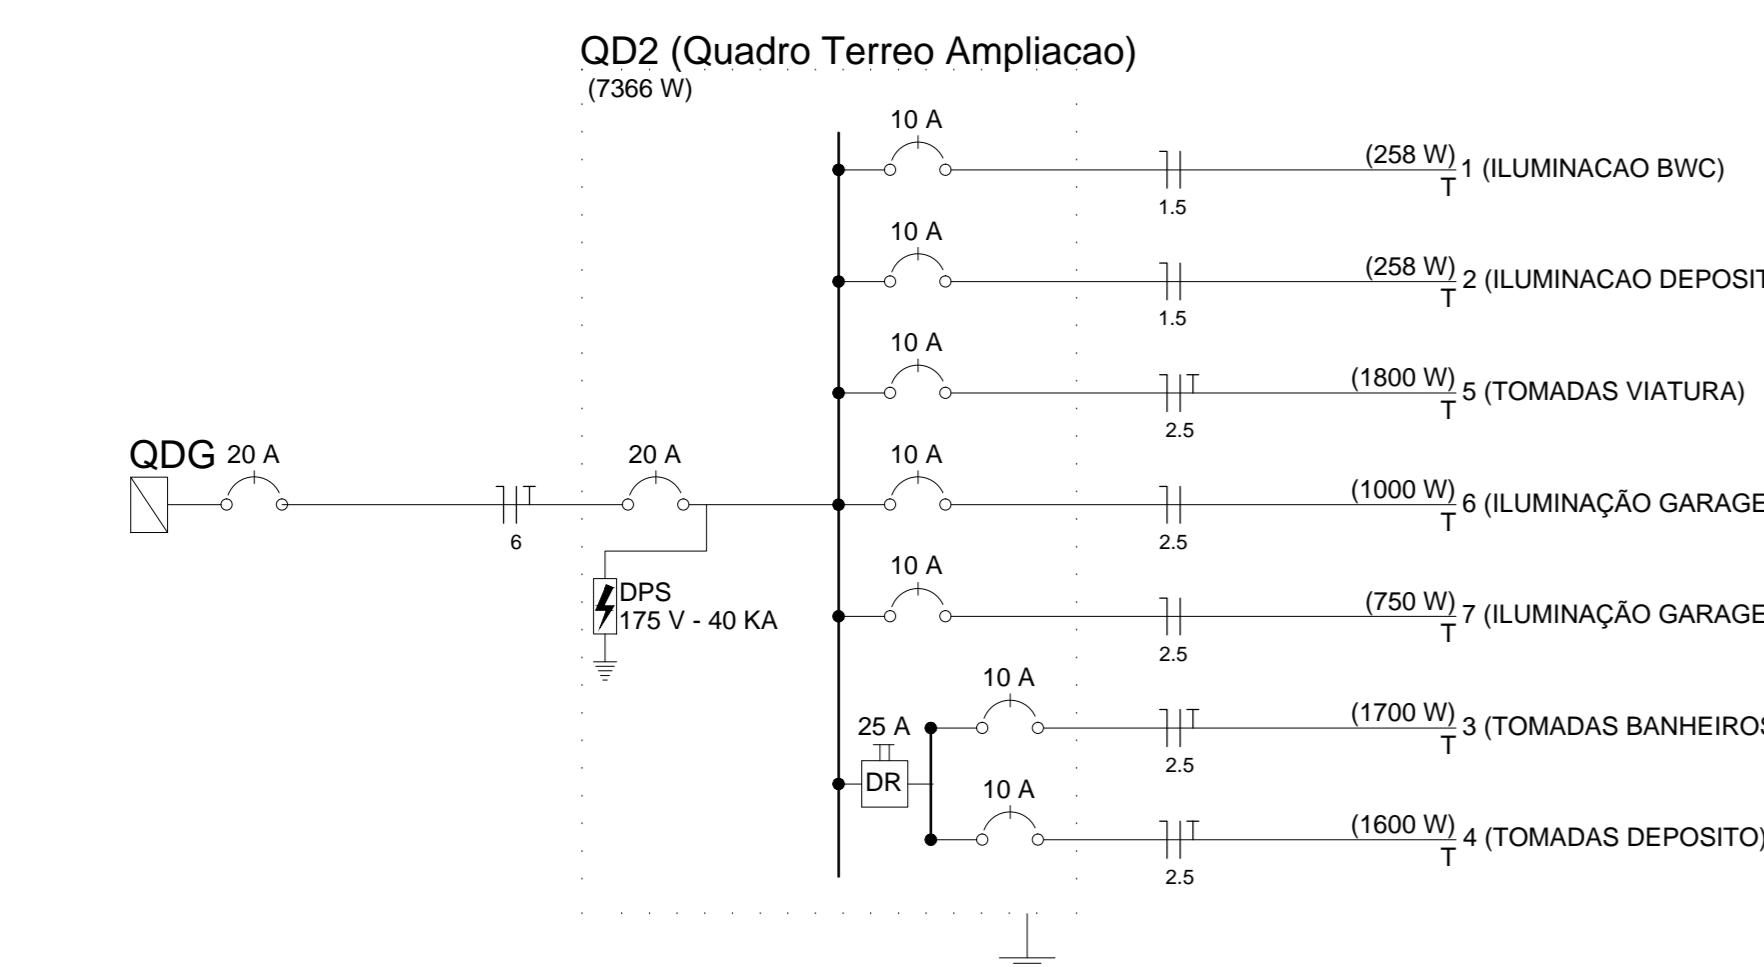 QD2 (Quadro Terreo Ampliacao)
(7366 W)
10 A
(258 W)
T
1 (ILUMINACAO BWC)
1.5
10 A
(258 W)
T
2 (ILUMINACAO DEPOSIT
1.5
10 A
(1800 W)
T
5 (TOMADAS VIATURA)
2.5
QDG
20 A
6
20 A
10 A
(1000 W)
T
6 (ILUMINAÇÃO GARAGE
2.5
DPS
175 V - 40 KA
10 A
(750 W)
T
7 (ILUMINAÇÃO GARAGE
2.5
25 A
DR
10 A
(1700 W)
T
3 (TOMADAS BANHEIROS
2.5
10 A
(1600 W)
T
4 (TOMADAS DEPOSITO)
2.5